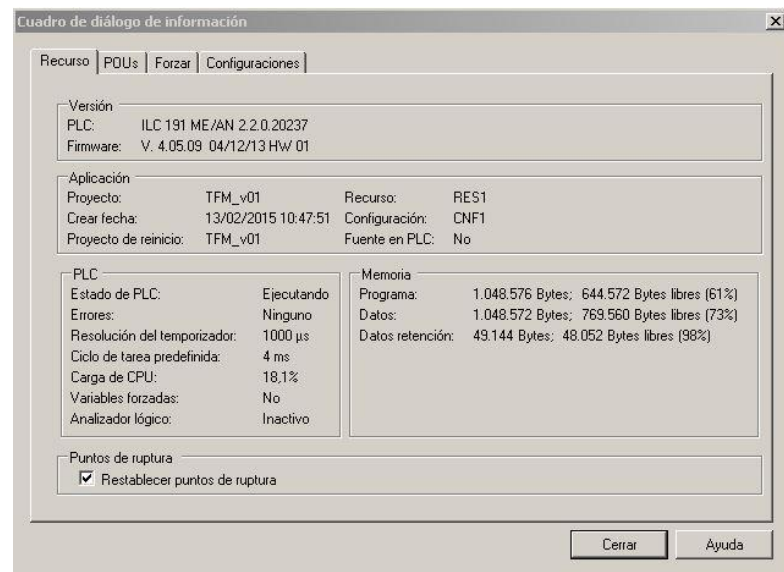 Cuadro de diálogo de información
Recurso POUs Forzar Configuraciones
Versión
PLC: ILC 191 ME/AN 2.2.0.20237
Firmware: V. 4.05.09 04/12/13 HW 01
Aplicación
Proyecto: TFM_v01 Recurso: RES1
Crear fecha: 13/02/2015 10:47:51 Configuración: CNF1
Proyecto de reinicio: TFM_v01 Fuente en PLC: No
PLC
Estado de PLC: Ejecutando
Errores: Ninguno
Resolución del temporizador: 1000 µs
Ciclo de tarea predefinida: 4 ms
Carga de CPU: 18,1%
Variables forzadas: No
Analizador lógico: Inactivo
Memoria
Programa: 1.048.576 Bytes; 644.572 Bytes libres (61%)
Datos: 1.048.572 Bytes; 769.560 Bytes libres (73%)
Datos retención: 49.144 Bytes; 48.052 Bytes libres (98%)
Puntos de ruptura
Restablecer puntos de ruptura
Cerrar Ayuda